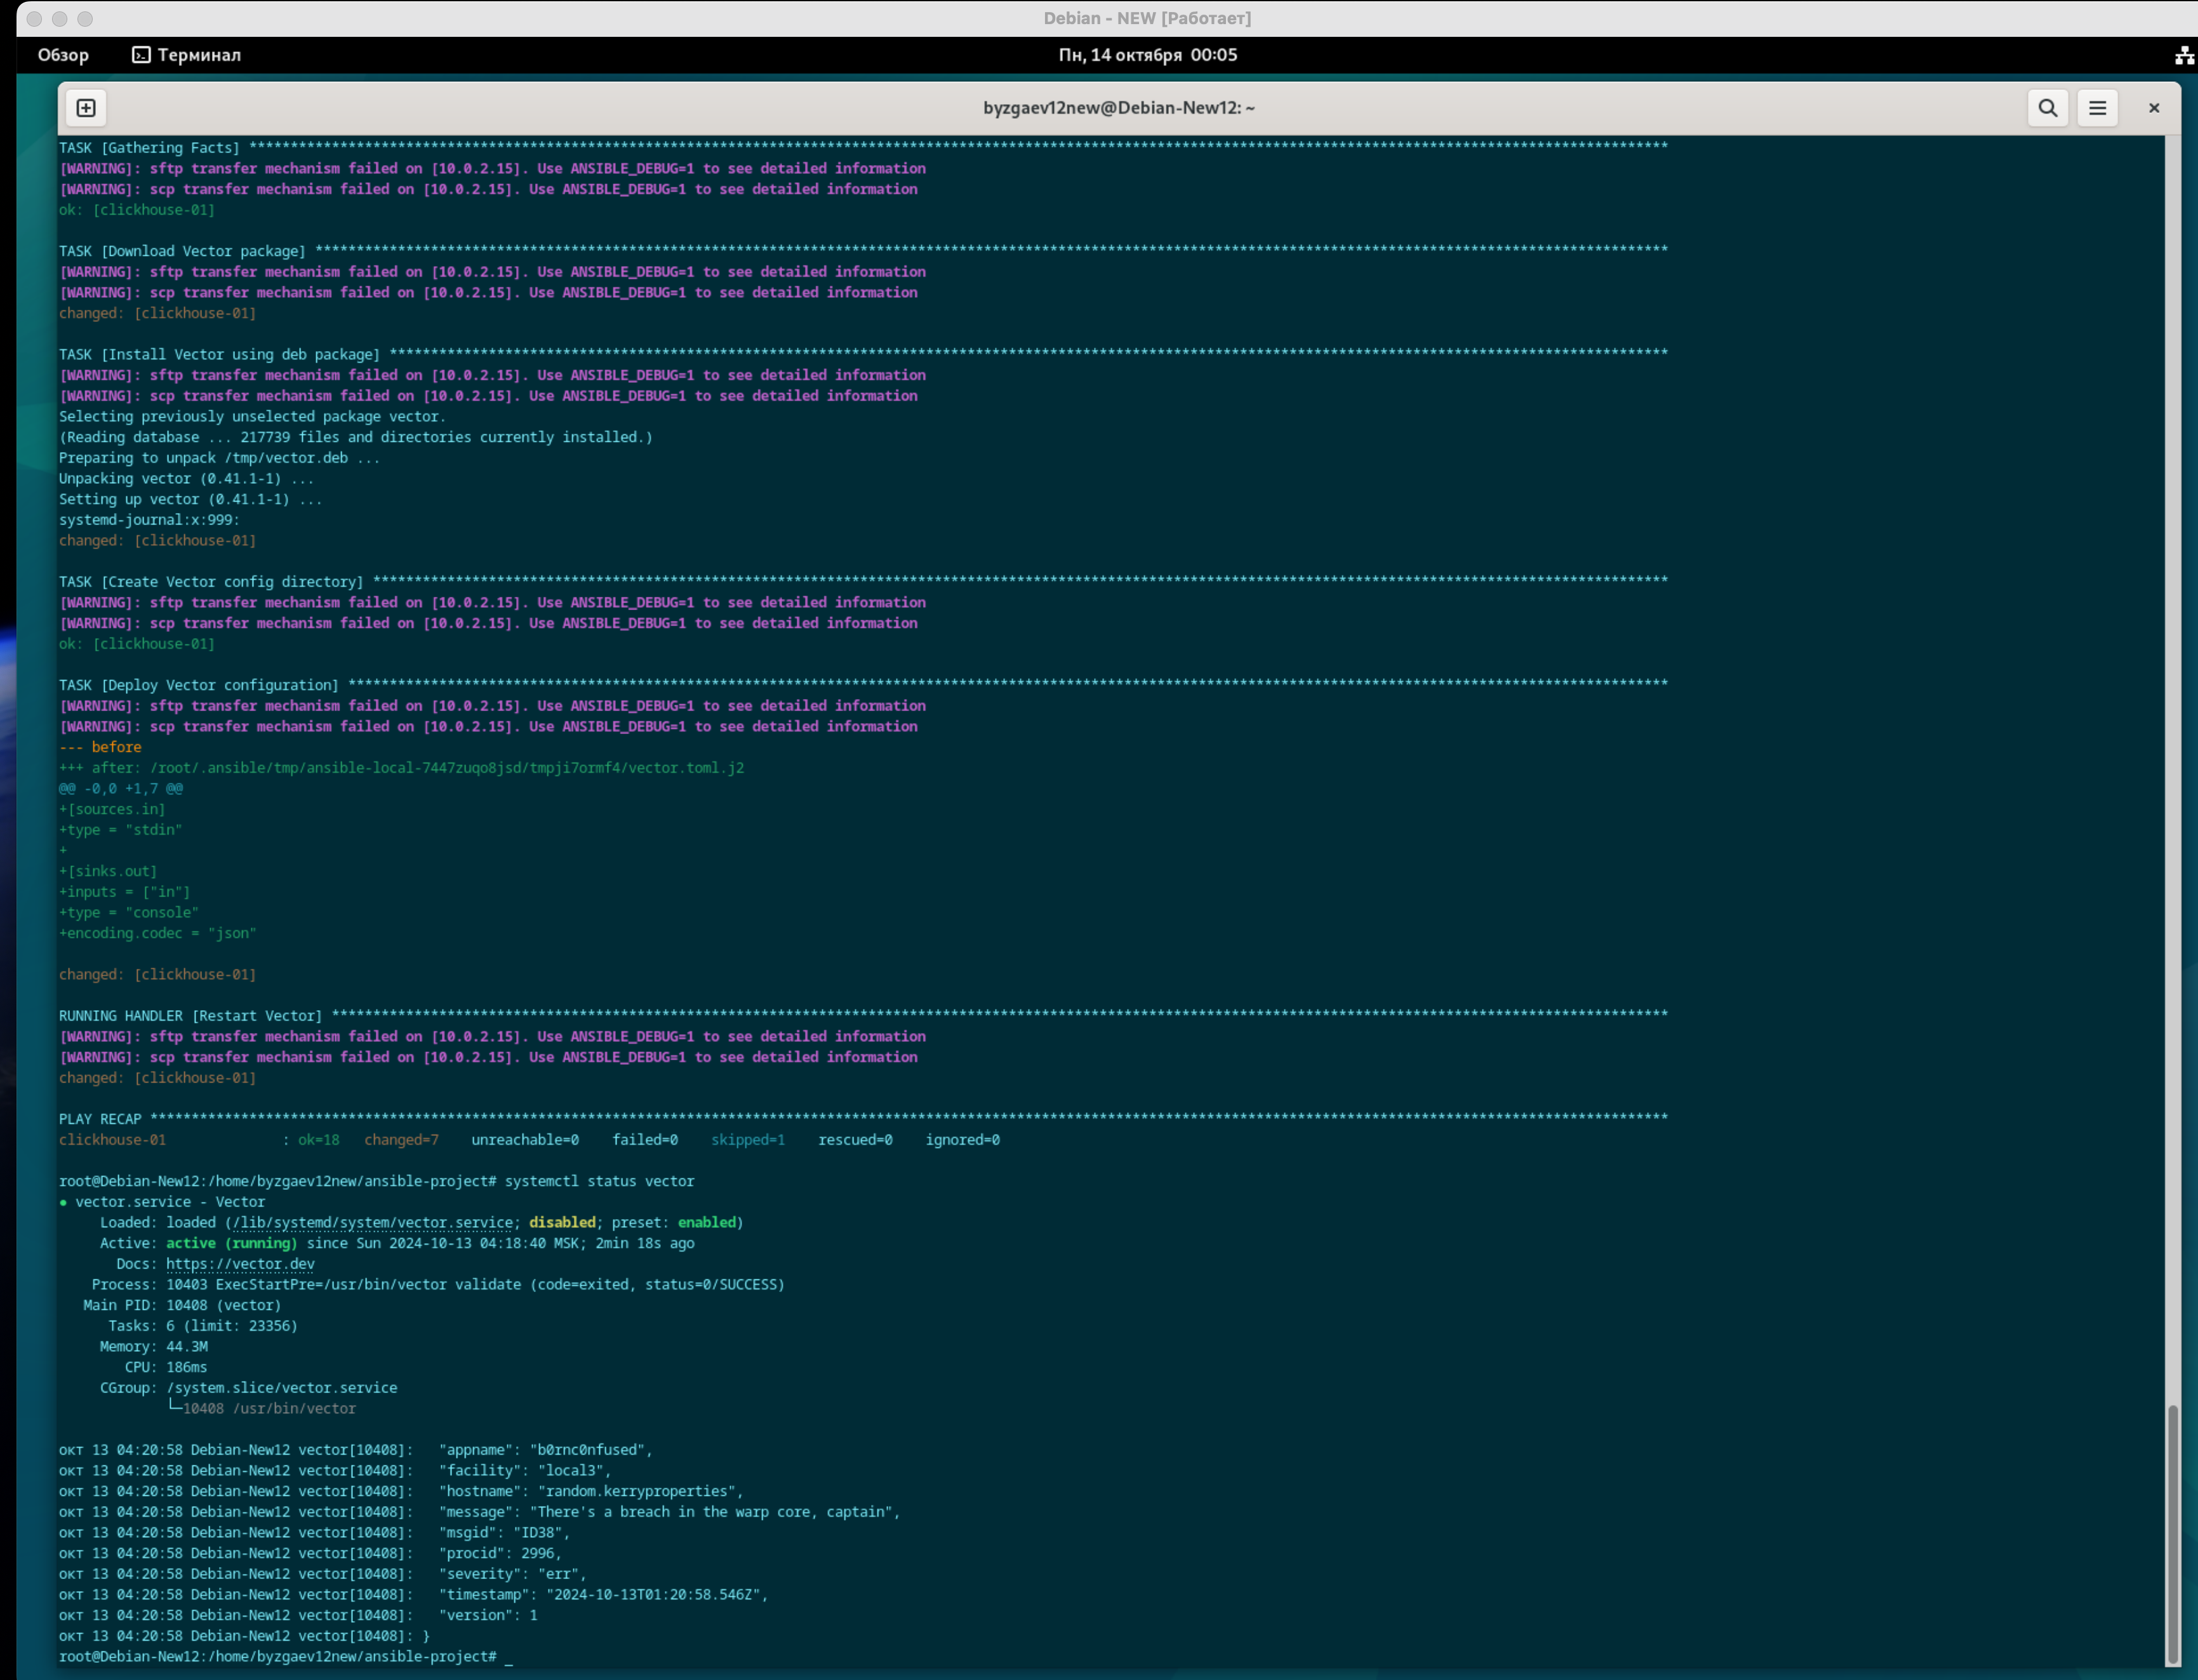 Debian - NEW [Работает]
Обзор Терминал Пн, 14 октября 00:05
byzgaev12new@Debian-New12: ~
TASK [Gathering Facts] ****************************************************************************************************************************************************************************
[WARNING]: sftp transfer mechanism failed on [10.0.2.15]. Use ANSIBLE_DEBUG=1 to see detailed information
[WARNING]: scp transfer mechanism failed on [10.0.2.15]. Use ANSIBLE_DEBUG=1 to see detailed information
ok: [clickhouse-01]
TASK [Download Vector package] ********************************************************************************************************************************************************************
[WARNING]: sftp transfer mechanism failed on [10.0.2.15]. Use ANSIBLE_DEBUG=1 to see detailed information
[WARNING]: scp transfer mechanism failed on [10.0.2.15]. Use ANSIBLE_DEBUG=1 to see detailed information
changed: [clickhouse-01]
TASK [Install Vector using deb package] ***********************************************************************************************************************************************************
[WARNING]: sftp transfer mechanism failed on [10.0.2.15]. Use ANSIBLE_DEBUG=1 to see detailed information
[WARNING]: scp transfer mechanism failed on [10.0.2.15]. Use ANSIBLE_DEBUG=1 to see detailed information
Selecting previously unselected package vector.
(Reading database ... 217739 files and directories currently installed.)
Preparing to unpack /tmp/vector.deb ...
Unpacking vector (0.41.1-1) ...
Setting up vector (0.41.1-1) ...
systemd-journal:x:999:
changed: [clickhouse-01]
TASK [Create Vector config directory] *************************************************************************************************************************************************************
[WARNING]: sftp transfer mechanism failed on [10.0.2.15]. Use ANSIBLE_DEBUG=1 to see detailed information
[WARNING]: scp transfer mechanism failed on [10.0.2.15]. Use ANSIBLE_DEBUG=1 to see detailed information
ok: [clickhouse-01]
TASK [Deploy Vector configuration] ****************************************************************************************************************************************************************
[WARNING]: sftp transfer mechanism failed on [10.0.2.15]. Use ANSIBLE_DEBUG=1 to see detailed information
[WARNING]: scp transfer mechanism failed on [10.0.2.15]. Use ANSIBLE_DEBUG=1 to see detailed information
--- before
+++ after: /root/.ansible/tmp/ansible-local-7447zuqo8jsd/tmpji7ormf4/vector.toml.j2
@@ -0,0 +1,7 @@
+[sources.in]
+type = "stdin"
+
+[sinks.out]
+inputs = ["in"]
+type = "console"
+encoding.codec = "json"
changed: [clickhouse-01]
RUNNING HANDLER [Restart Vector] ******************************************************************************************************************************************************************
[WARNING]: sftp transfer mechanism failed on [10.0.2.15]. Use ANSIBLE_DEBUG=1 to see detailed information
[WARNING]: scp transfer mechanism failed on [10.0.2.15]. Use ANSIBLE_DEBUG=1 to see detailed information
changed: [clickhouse-01]
PLAY RECAP ****************************************************************************************************************************************************************************************
clickhouse-01 : ok=18 changed=7 unreachable=0 failed=0 skipped=1 rescued=0 ignored=0
root@Debian-New12:/home/byzgaev12new/ansible-project# systemctl status vector
● vector.service - Vector
Loaded: loaded (/lib/systemd/system/vector.service; disabled; preset: enabled)
Active: active (running) since Sun 2024-10-13 04:18:40 MSK; 2min 18s ago
Docs: https://vector.dev
Process: 10403 ExecStartPre=/usr/bin/vector validate (code=exited, status=0/SUCCESS)
Main PID: 10408 (vector)
Tasks: 6 (limit: 23356)
Memory: 44.3M
CPU: 186ms
CGroup: /system.slice/vector.service
└─10408 /usr/bin/vector
окт 13 04:20:58 Debian-New12 vector[10408]: "appname": "b0rnc0nfused",
окт 13 04:20:58 Debian-New12 vector[10408]: "facility": "local3",
окт 13 04:20:58 Debian-New12 vector[10408]: "hostname": "random.kerryproperties",
окт 13 04:20:58 Debian-New12 vector[10408]: "message": "There's a breach in the warp core, captain",
окт 13 04:20:58 Debian-New12 vector[10408]: "msgid": "ID38",
окт 13 04:20:58 Debian-New12 vector[10408]: "procid": 2996,
окт 13 04:20:58 Debian-New12 vector[10408]: "severity": "err",
окт 13 04:20:58 Debian-New12 vector[10408]: "timestamp": "2024-10-13T01:20:58.546Z",
окт 13 04:20:58 Debian-New12 vector[10408]: "version": 1
окт 13 04:20:58 Debian-New12 vector[10408]: }
root@Debian-New12:/home/byzgaev12new/ansible-project# _